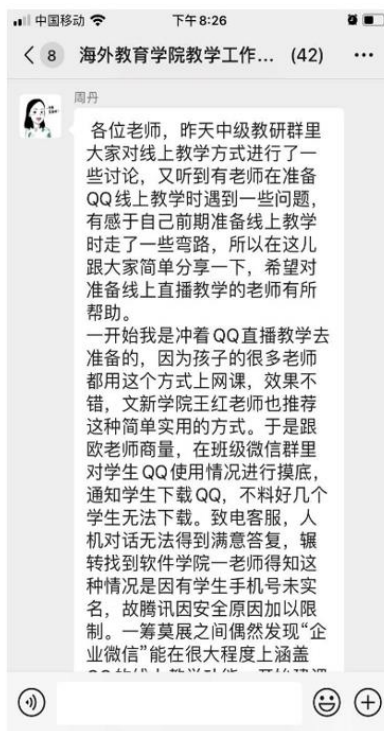 中国移动 下午8:26
8 海外教育学院教学工作... (42)
周丹
各位老师，昨天中级教研群里
大家对线上教学方式进行了一
些讨论，又听到有老师在准备
QQ线上教学时遇到一些问题，
有感于自己前期准备线上教学
时走了一些弯路，所以在这儿
跟大家简单分享一下，希望对
准备线上直播教学的老师有所
帮助。
一开始我是冲着QQ直播教学去
准备的，因为孩子的很多老师
都用这个方式上网课，效果不
错，文新学院王红老师也推荐
这种简单实用的方式。于是跟
欧老师商量，在班级微信群里
对学生QQ使用情况进行摸底，
通知学生下载QQ，不料好几个
学生无法下载。致电客服，人
机对话无法得到满意答复，辗
转找到软件学院一老师得知这
种情况是因有学生手机号未实
名，故腾讯因安全原因加以限
制。一筹莫展之间偶然发现“企
业微信”能在很大程度上涵盖